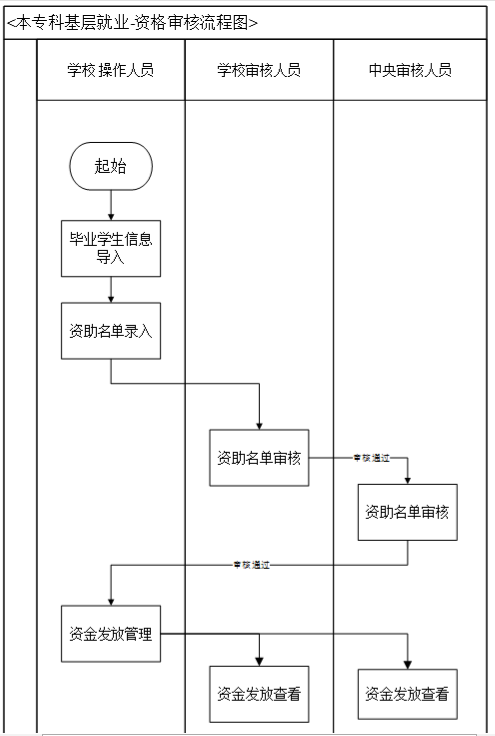 <本专科基层就业-资格审核流程图>
学校 操作人员
学校审核人员
中央审核人员
起始
毕业学生信息
导入
资助名单录入
资助名单审核
审核通过
资助名单审核
审核通过
资金发放管理
资金发放查看
资金发放查看